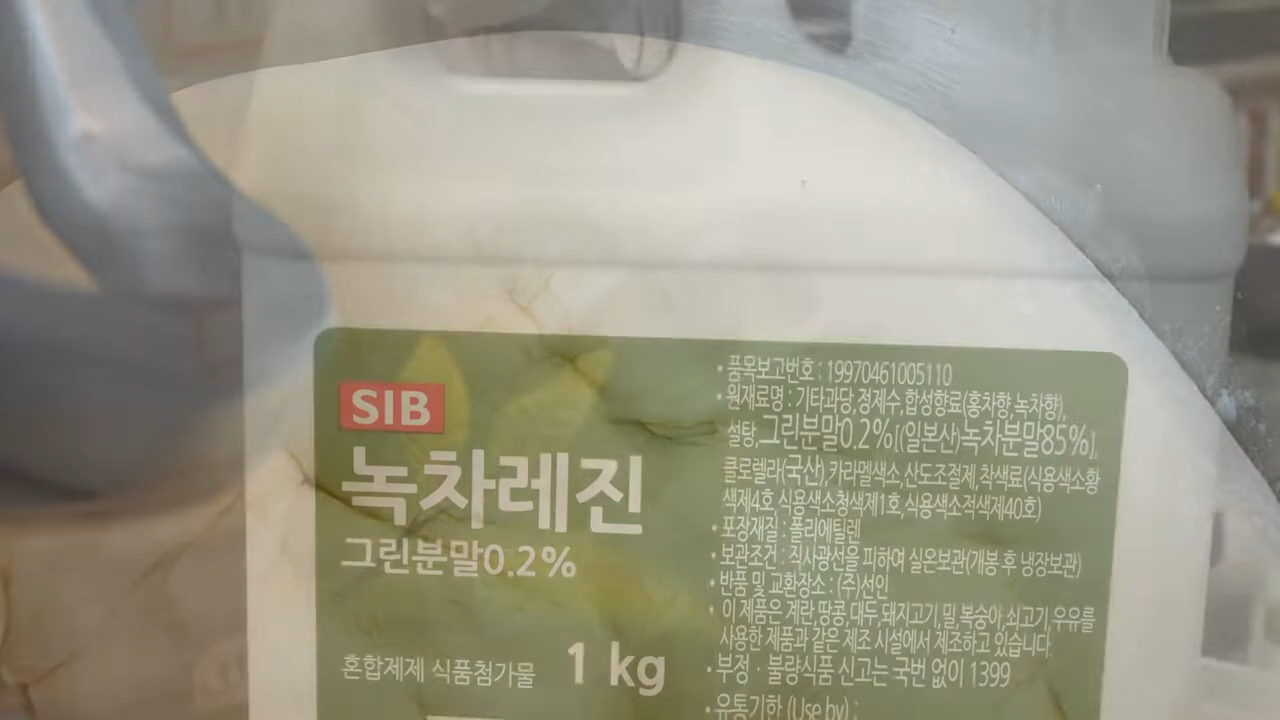 SIB
녹차레진
그린분말0.2%
혼합제제 식품첨가물
1 kg
· 품목보고번호 : 19970461005110
· 원재료명 : 기타과당,정제수,합성향료(홍차향,녹차향),
설탕,그린분말0.2%[(일본산)녹차분말85%],
클로렐라(국산),카라멜색소,산도조절제,착색료(식용색소황
색제4호,식용색소청색제1호,식용색소적색제40호)
· 포장재질 : 폴리에틸렌
· 보관조건 : 직사광선을 피하여 실온보관(개봉 후 냉장보관)
· 반품 및 교환장소 : (주)선인
· 이 제품은 계란,땅콩,대두,돼지고기,밀,복숭아,쇠고기,우유를
사용한 제품과 같은 제조 시설에서 제조하고 있습니다.
· 부정 · 불량식품 신고는 국번 없이 1399
· 유통기한 (Use by) :